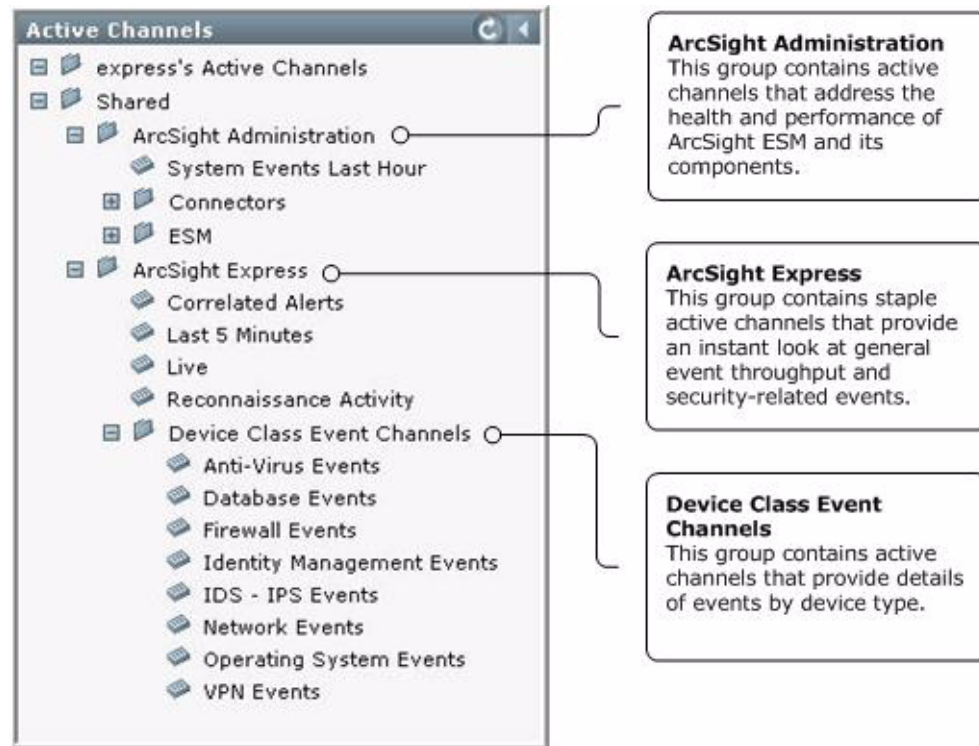 Active Channels
express's Active Channels
Shared
ArcSight Administration
System Events Last Hour
Connectors
ESM
ArcSight Express
Correlated Alerts
Last 5 Minutes
Live
Reconnaissance Activity
Device Class Event Channels
Anti-Virus Events
Database Events
Firewall Events
Identity Management Events
IDS - IPS Events
Network Events
Operating System Events
VPN Events
ArcSight Administration
This group contains active
channels that address the
health and performance of
ArcSight ESM and its
components.
ArcSight Express
This group contains staple
active channels that provide
an instant look at general
event throughput and
security-related events.
Device Class Event
Channels
This group contains active
channels that provide details
of events by device type.